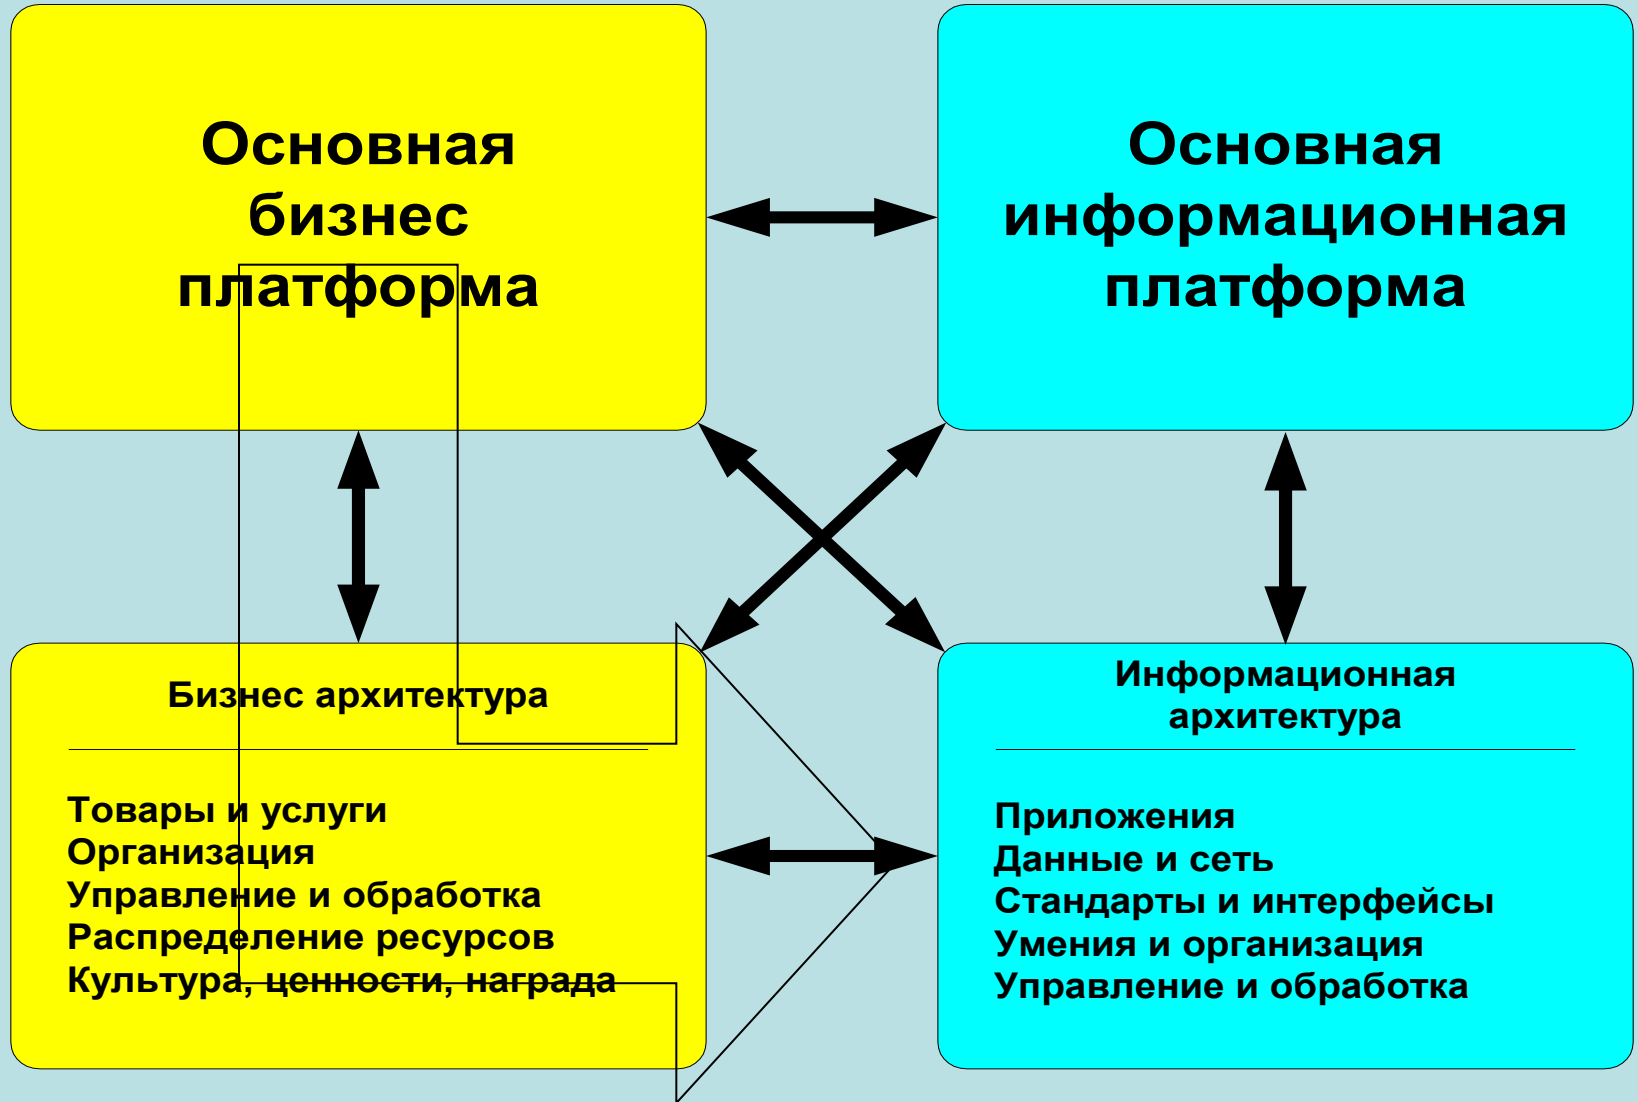 Основная
бизнес
платформа
Основная
информационная
платформа
Бизнес архитектура
Товары и услуги
Организация
Управление и обработка
Распределение ресурсов
Культура, ценности, награда
Информационная
архитектура
Приложения
Данные и сеть
Стандарты и интерфейсы
Умения и организация
Управление и обработка